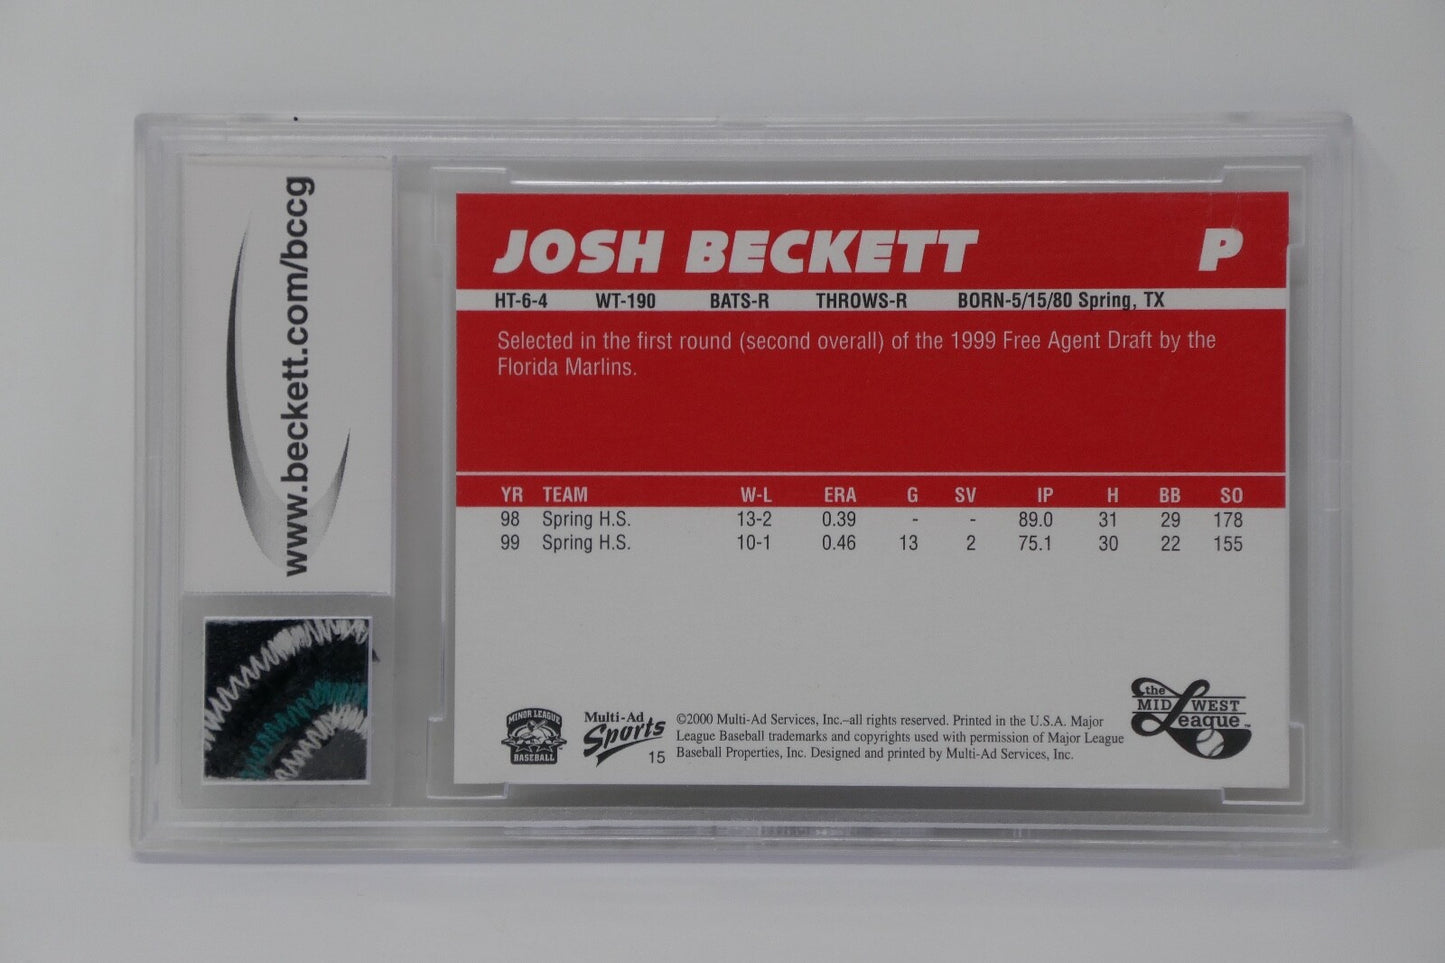 www.beckett.com/bccg
JOSH BECKETT P
HT-6-4 WT-190 BATS-R THROWS-R BORN-5/15/80 Spring, TX
Selected in the first round (second overall) of the 1999 Free Agent Draft by the
Florida Marlins.
YR TEAM W-L ERA G SV IP H BB SO
98 Spring H.S. 13-2 0.39 - - 89.0 31 29 178
99 Spring H.S. 10-1 0.46 13 2 75.1 30 22 155
MINOR LEAGUE
BASEBALL
Multi-Ad
Sports
15
©2000 Multi-Ad Services, Inc.–all rights reserved. Printed in the U.S.A. Major
League Baseball trademarks and copyrights used with permission of Major League
Baseball Properties, Inc. Designed and printed by Multi-Ad Services, Inc.
the
MIDWEST
League™